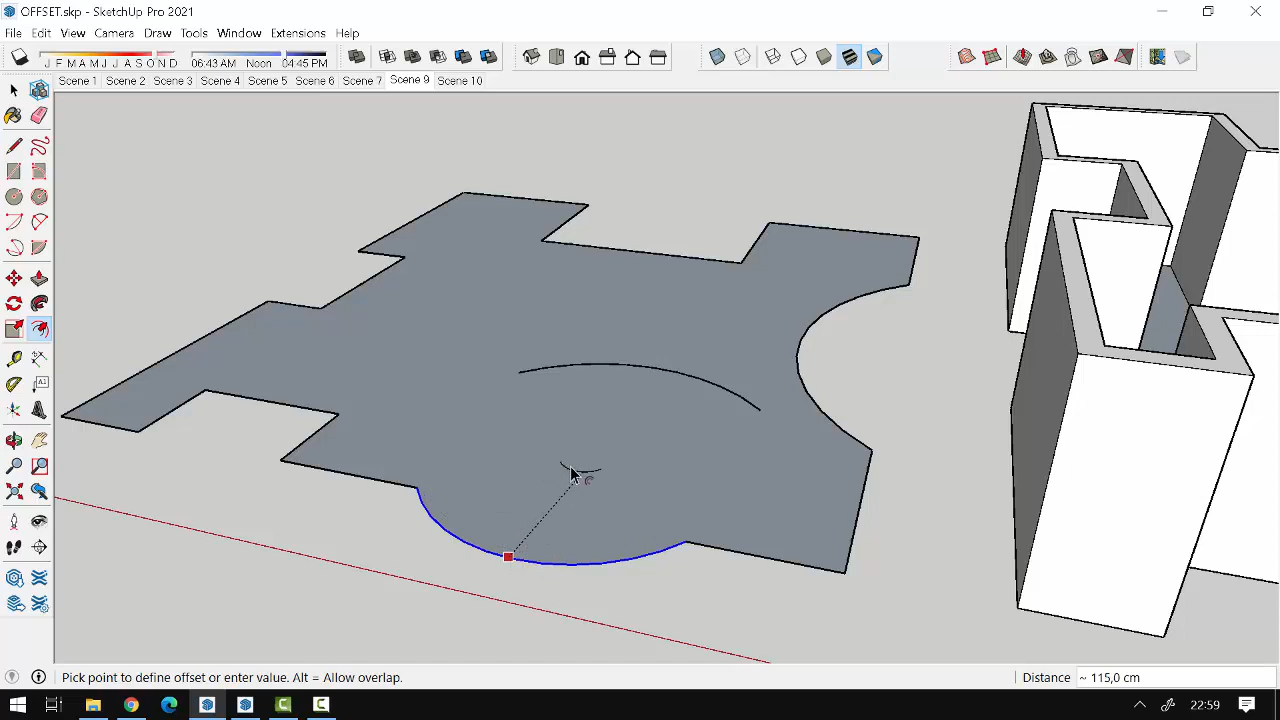 OFFSET.skp - SketchUp Pro 2021
File Edit View Camera Draw Tools Window Extensions Help
J F M A M J J A S O N D 06:43 AM Noon 04:45 PM
Scene 1 Scene 2 Scene 3 Scene 4 Scene 5 Scene 6 Scene 7 Scene 9 Scene 10
Pick point to define offset or enter value. Alt = Allow overlap. Distance ~ 115,0 cm
22:59